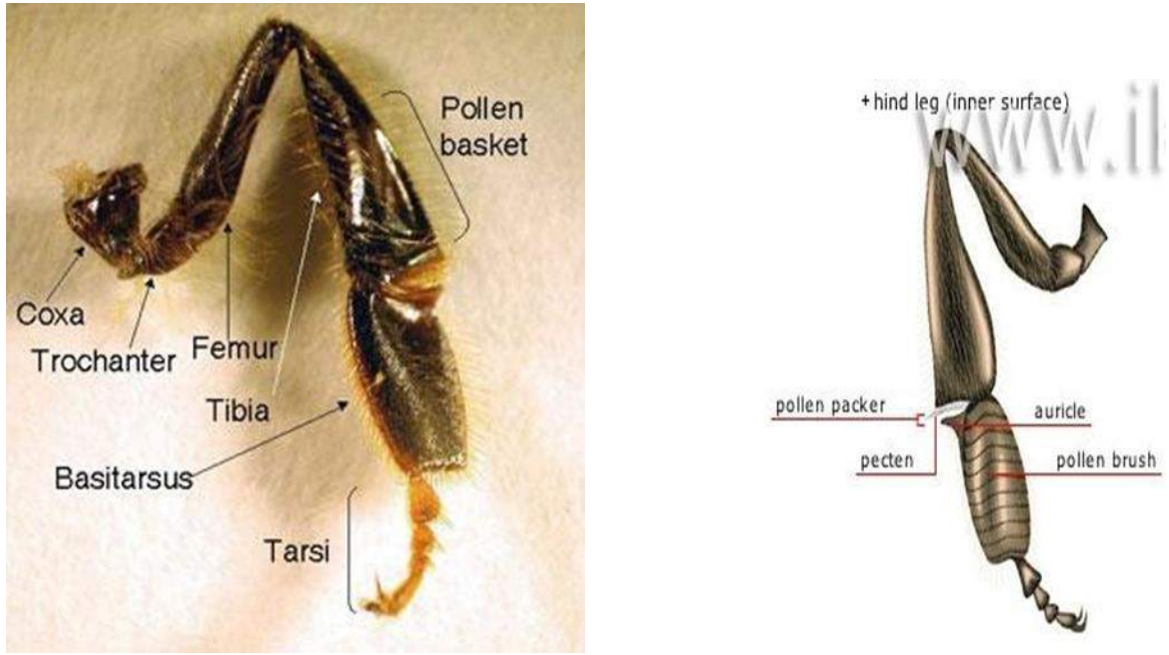 Pollen
basket
Coxa
Trochanter
Femur
Tibia
Basitarsus
Tarsi
+ hind leg (inner surface)
www.ik
pollen packer
auricle
pecten
pollen brush